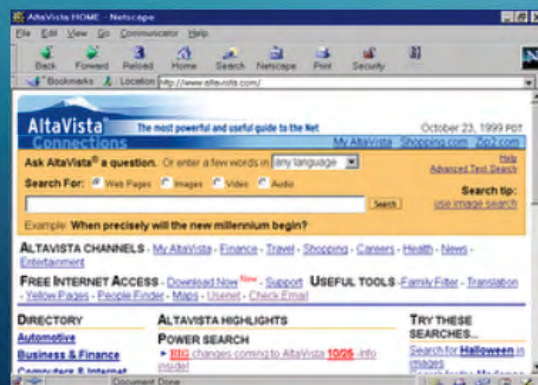 AltaVista HOME - Netscape
File Edit View Go Communicator Help
Back Forward Reload Home Search Netscape Print Security
Bookmarks Location http://www.altavista.com/
AltaVista® The most powerful and useful guide to the Net October 23, 1999 PDT
Connections My AltaVista Shopping.com Zip2.com
Ask AltaVista® a question. Or enter a few words in any language Help
Advanced Text Search
Search For: Web Pages Images Video Audio
Search tip:
Search use image search
Example: When precisely will the new millennium begin?
ALTAVISTA CHANNELS - My AltaVista - Finance - Travel - Shopping - Careers - Health - News -
Entertainment
FREE INTERNET ACCESS - Download Now New - Support USEFUL TOOLS - Family Filter - Translation
- Yellow Pages - People Finder - Maps - Usenet - Check Email
DIRECTORY ALTAVISTA HIGHLIGHTS TRY THESE
SEARCHES...
Automotive POWER SEARCH
Business & Finance BIG changes coming to AltaVista 10/25 -Info Search for Halloween in
inside! images
Computers & Internet
Document: Done